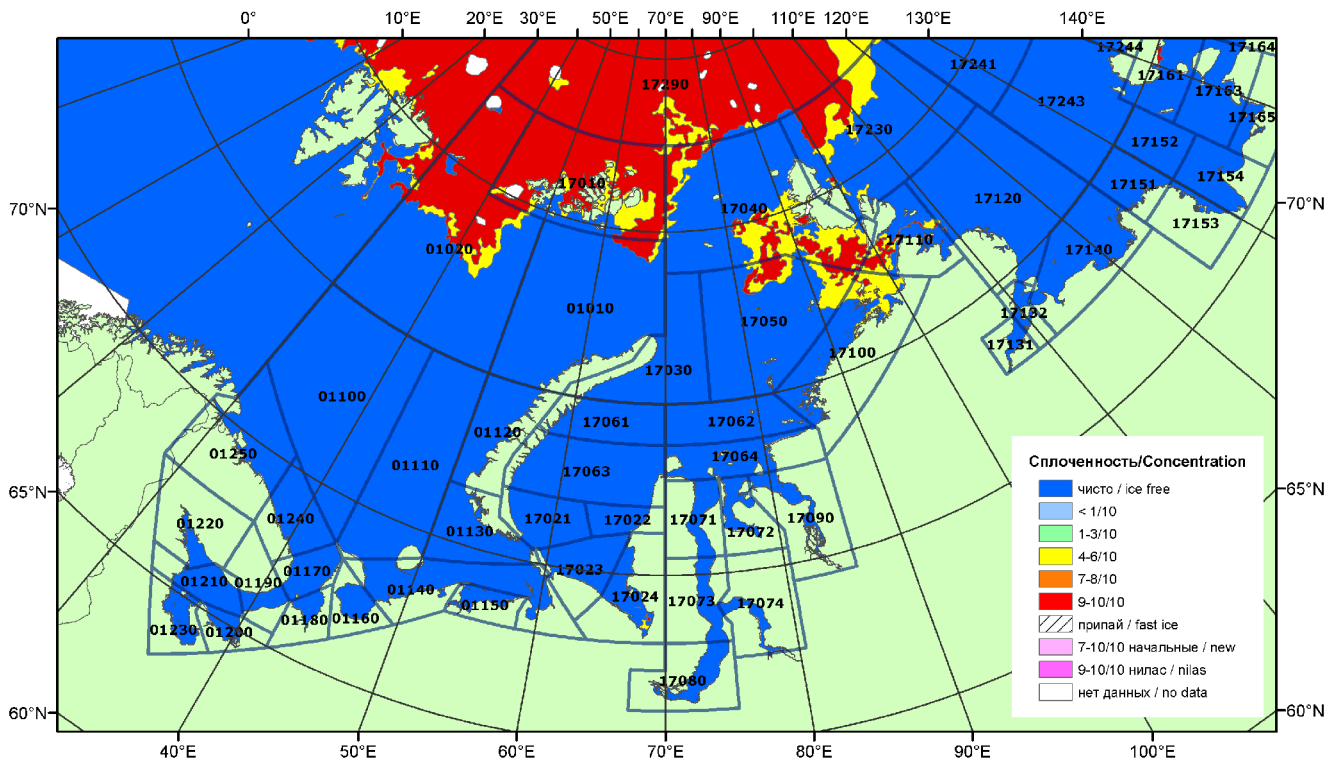 0° 10°E 20°E 30°E 50°E 70°E 90°E 110°E 120°E 130°E 140°E
17244 17164
17241 17161
17290 17163
17243
17165
17230
17152
17010 17151 17154
70°N 17040 17120 70°N
17153
01020 17110 17140
01010 17050 17132
17131
17100
17030
01100
01120 17061 17062
01250 01110 17063 17064
Сплоченность/Concentration
чисто / ice free
< 1/10
1-3/10
4-6/10
7-8/10
9-10/10
припай / fast ice
7-10/10 начальные / new
9-10/10 нилас / nilas
нет данных / no data
65°N 65°N
01220 01240 01130 17021 17022 17071 17072 17090
01210 01190 01170 01140 17023
01230 01200 01180 01160 01150 17024 17073 17074
17080
60°N 60°N
40°E 50°E 60°E 70°E 80°E 90°E 100°E